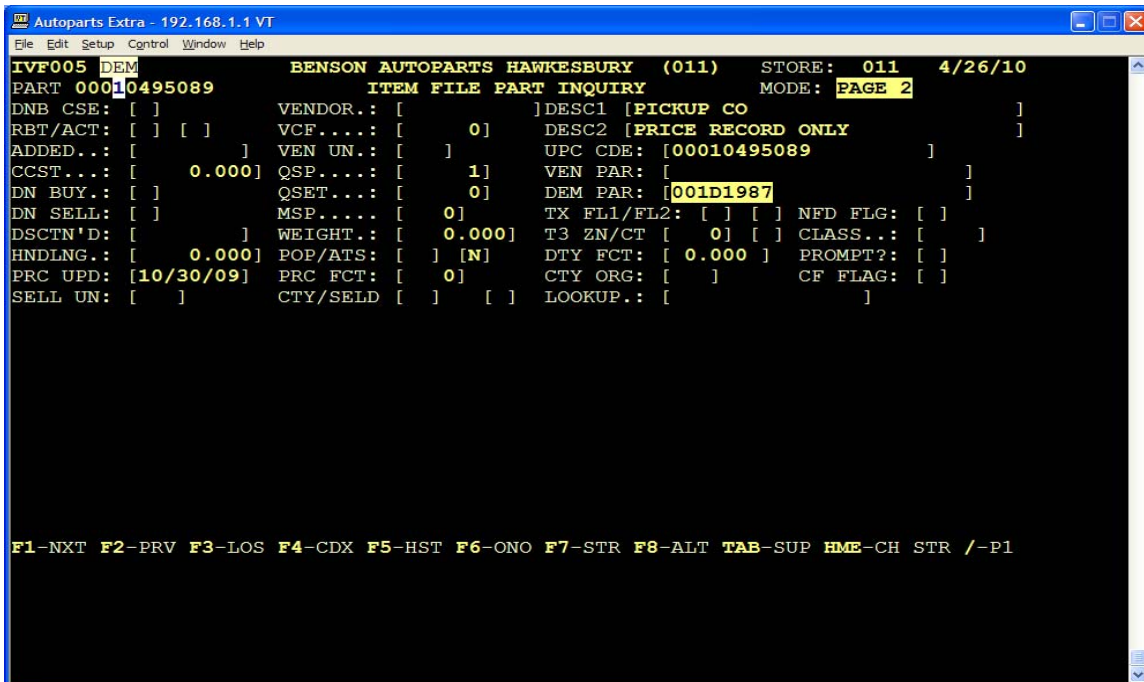 Autoparts Extra - 192.168.1.1 VT
File Edit Setup Control Window Help
IVF005 DEM BENSON AUTOPARTS HAWKESBURY (011) STORE: 011 4/26/10
PART 00010495089 ITEM FILE PART INQUIRY MODE: PAGE 2
DNB CSE: [ ] VENDOR.: [ ]DESC1 [PICKUP CO ]
RBT/ACT: [ ] [ ] VCF....: [ 0] DESC2 [PRICE RECORD ONLY ]
ADDED..: [ ] VEN UN.: [ ] UPC CDE: [00010495089 ]
CCST...: [ 0.000] QSP....: [ 1] VEN PAR: [ ]
DN BUY.: [ ] QSET...: [ 0] DEM PAR: [001D1987 ]
DN SELL: [ ] MSP..... [ 0] TX FL1/FL2: [ ] [ ] NFD FLG: [ ]
DSCTN'D: [ ] WEIGHT.: [ 0.000] T3 ZN/CT [ 0] [ ] CLASS..: [ ]
HNDLNG.: [ 0.000] POP/ATS: [ ] [N] DTY FCT: [ 0.000 ] PROMPT?: [ ]
PRC UPD: [10/30/09] PRC FCT: [ 0] CTY ORG: [ ] CF FLAG: [ ]
SELL UN: [ ] CTY/SELD [ ] [ ] LOOKUP.: [ ]
F1-NXT F2-PRV F3-LOS F4-CDX F5-HST F6-ONO F7-STR F8-ALT TAB-SUP HME-CH STR /-P1